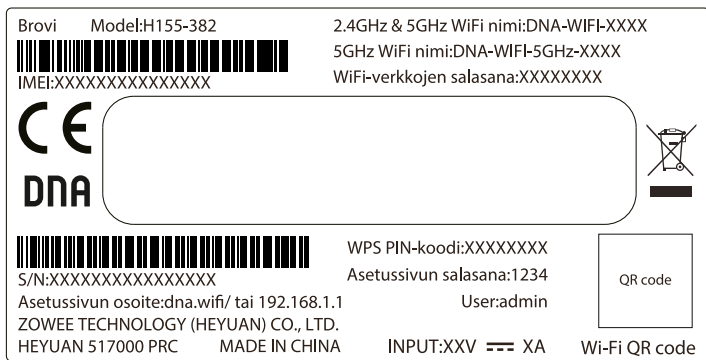 Brovi Model:H155-382
2.4GHz & 5GHz WiFi nimi:DNA-WIFI-XXXX
5GHz WiFi nimi:DNA-WIFI-5GHz-XXXX
IMEI:XXXXXXXXXXXXXXX
WiFi-verkkojen salasana:XXXXXXXX
CE
DNA
WPS PIN-koodi:XXXXXXXX
S/N:XXXXXXXXXXXXXXXX
Asetussivun salasana:1234
QR code
Asetussivun osoite:dna.wifi/ tai 192.168.1.1
User:admin
ZOWEE TECHNOLOGY (HEYUAN) CO., LTD.
HEYUAN 517000 PRC MADE IN CHINA
INPUT:XXV XA
Wi-Fi QR code